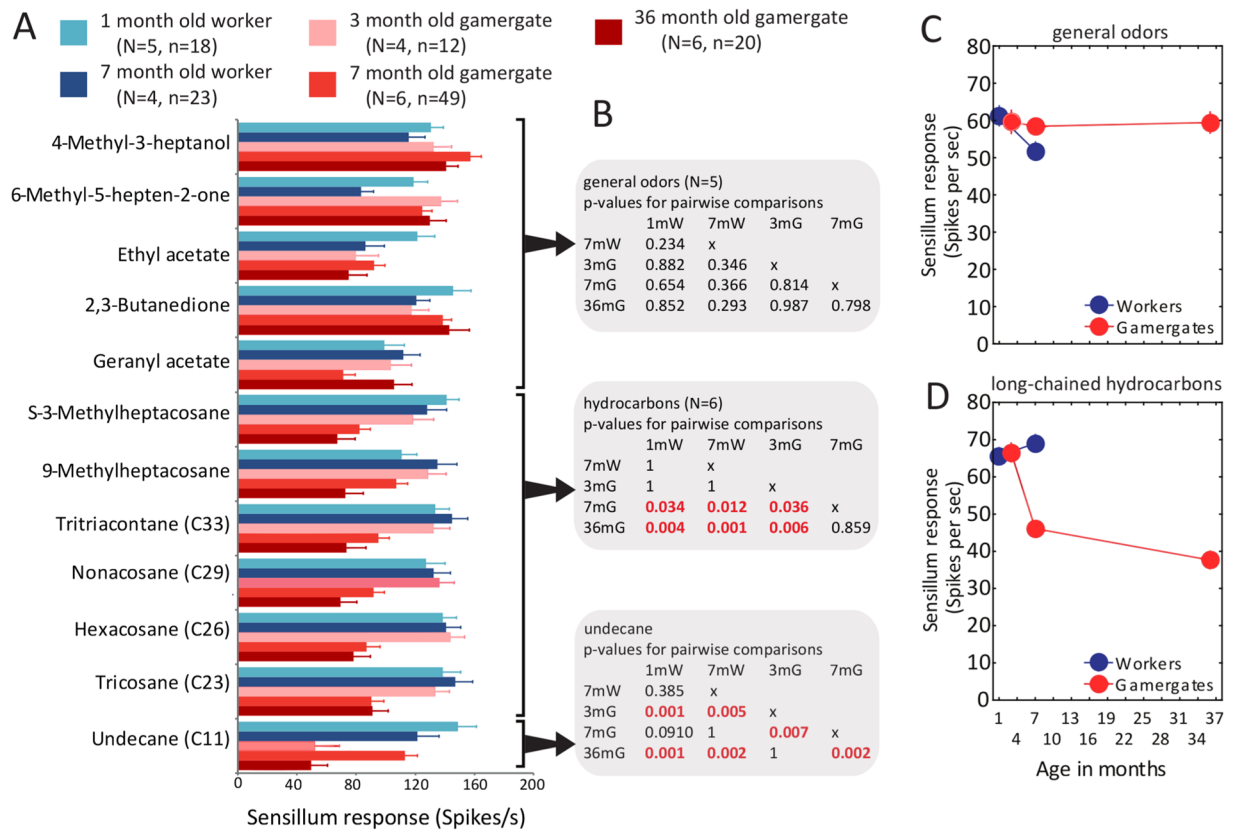 A
1 month old worker
(N=5, n=18)
3 month old gamergate
(N=4, n=12)
36 month old gamergate
(N=6, n=20)
7 month old worker
(N=4, n=23)
7 month old gamergate
(N=6, n=49)
4-Methyl-3-heptanol
6-Methyl-5-hepten-2-one
Ethyl acetate
2,3-Butanedione
Geranyl acetate
S-3-Methylheptacosane
9-Methylheptacosane
Tritriacontane (C33)
Nonacosane (C29)
Hexacosane (C26)
Tricosane (C23)
Undecane (C11)
0 40 80 120 160 200
Sensillum response (Spikes/s)
B
general odors (N=5)
p-values for pairwise comparisons
1mW 7mW 3mG 7mG
7mW 0.234 x
3mG 0.882 0.346 x
7mG 0.654 0.366 0.814 x
36mG 0.852 0.293 0.987 0.798
hydrocarbons (N=6)
p-values for pairwise comparisons
1mW 7mW 3mG 7mG
7mW 1 x
3mG 1 1 x
7mG 0.034 0.012 0.036 x
36mG 0.004 0.001 0.006 0.859
undecane
p-values for pairwise comparisons
1mW 7mW 3mG 7mG
7mW 0.385 x
3mG 0.001 0.005 x
7mG 0.0910 1 0.007 x
36mG 0.001 0.002 1 0.002
C
general odors
80
70
60
50
40
30
20
10
0
Sensillum response
(Spikes per sec)
Workers
Gamergates
D
long-chained hydrocarbons
80
70
60
50
40
30
20
10
0
Sensillum response
(Spikes per sec)
Workers
Gamergates
1 7 13 19 25 31 37
4 10 16 22 28 34
Age in months